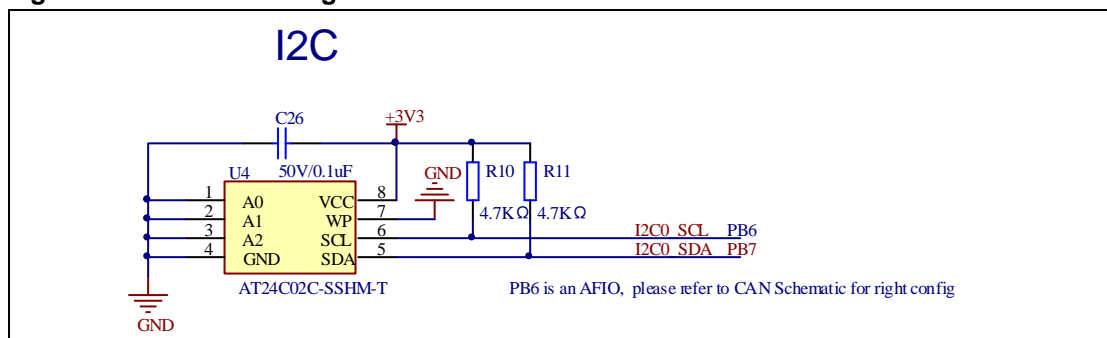 I2C
C26
+3V3
U4
50V/0.1uF
GND
R10
R11
4.7KΩ
4.7KΩ
1 A0 VCC 8
2 A1 WP 7
3 A2 SCL 6
4 GND SDA 5
I2C0_SCL PB6
I2C0_SDA PB7
AT24C02C-SSHM-T
PB6 is an AFIO, please refer to CAN Schematic for right config
GND